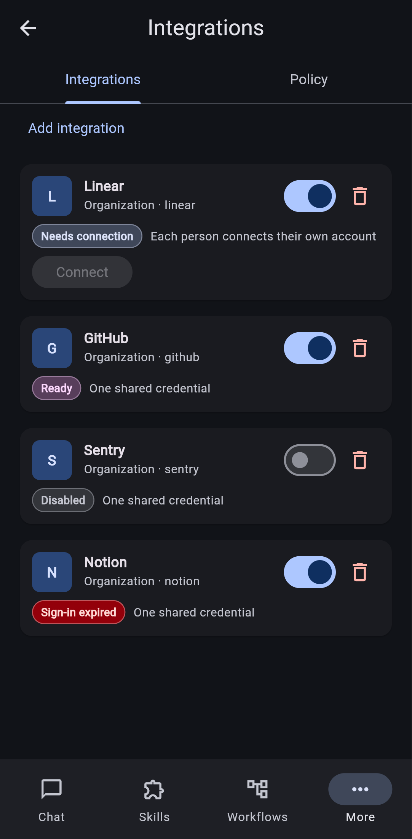 Integrations
Integrations
Policy
Add Integration
L
Linear
Organization · linear
Needs connection
Each person connects their own account
Connect
G
GitHub
Organization · github
Ready
One shared credential
S
Sentry
Organization · sentry
Disabled
One shared credential
N
Notion
Organization · notion
Sign-in expired
One shared credential
Chat
Skills
Workflows
More